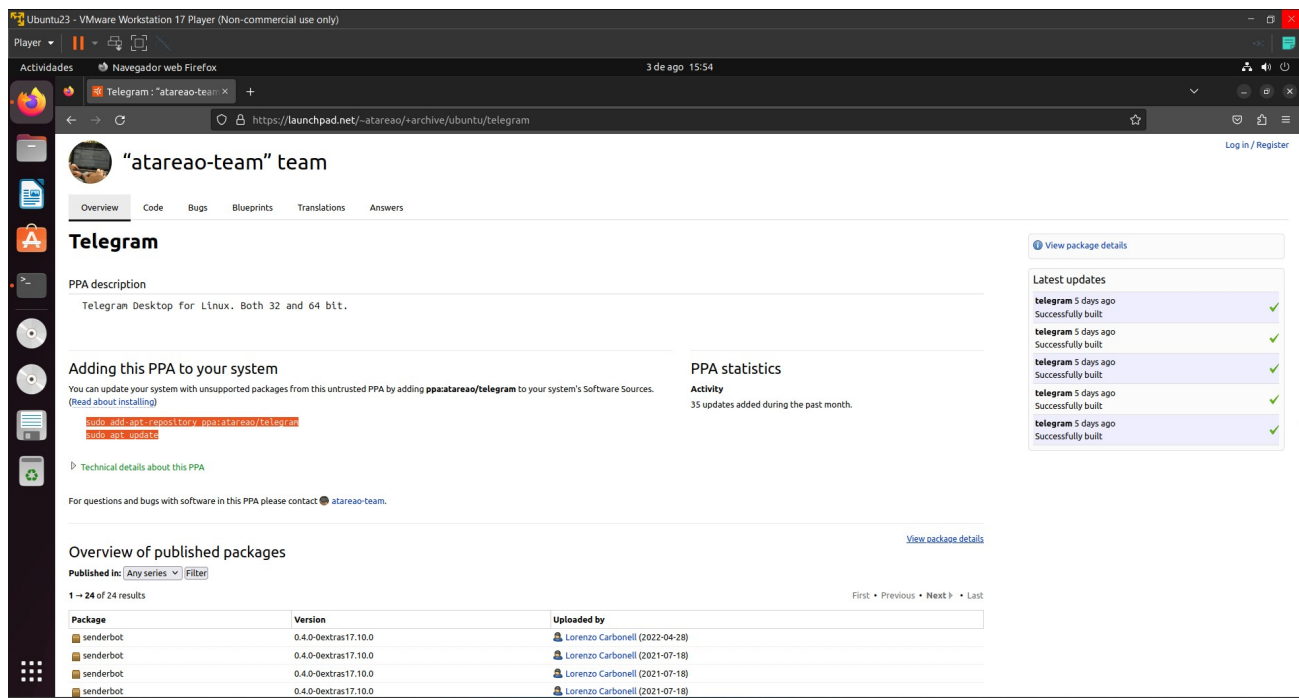 Ubuntu23 - VMware Workstation 17 Player (Non-commercial use only)
Player
Actividades Navegador web Firefox 3 de ago 15:54
Telegram : “atareao-team
https://launchpad.net/~atareao/+archive/ubuntu/telegram
Log in / Register
“atareao-team” team
Overview Code Bugs Blueprints Translations Answers
Telegram
PPA description
Telegram Desktop for Linux. Both 32 and 64 bit.
Adding this PPA to your system
You can update your system with unsupported packages from this untrusted PPA by adding ppa:atareao/telegram to your system's Software Sources.
(Read about installing)
sudo add-apt-repository ppa:atareao/telegram
sudo apt update
Technical details about this PPA
For questions and bugs with software in this PPA please contact atareao-team.
PPA statistics
Activity
35 updates added during the past month.
View package details
Latest updates
telegram 5 days ago
Successfully built
telegram 5 days ago
Successfully built
telegram 5 days ago
Successfully built
telegram 5 days ago
Successfully built
telegram 5 days ago
Successfully built
View package details
Overview of published packages
Published in: Any series Filter
1 → 24 of 24 results First • Previous • Next • Last
Package Version Uploaded by
senderbot 0.4.0-0extras17.10.0 Lorenzo Carbonell (2022-04-28)
senderbot 0.4.0-0extras17.10.0 Lorenzo Carbonell (2021-07-18)
senderbot 0.4.0-0extras17.10.0 Lorenzo Carbonell (2021-07-18)
senderbot 0.4.0-0extras17.10.0 Lorenzo Carbonell (2021-07-18)